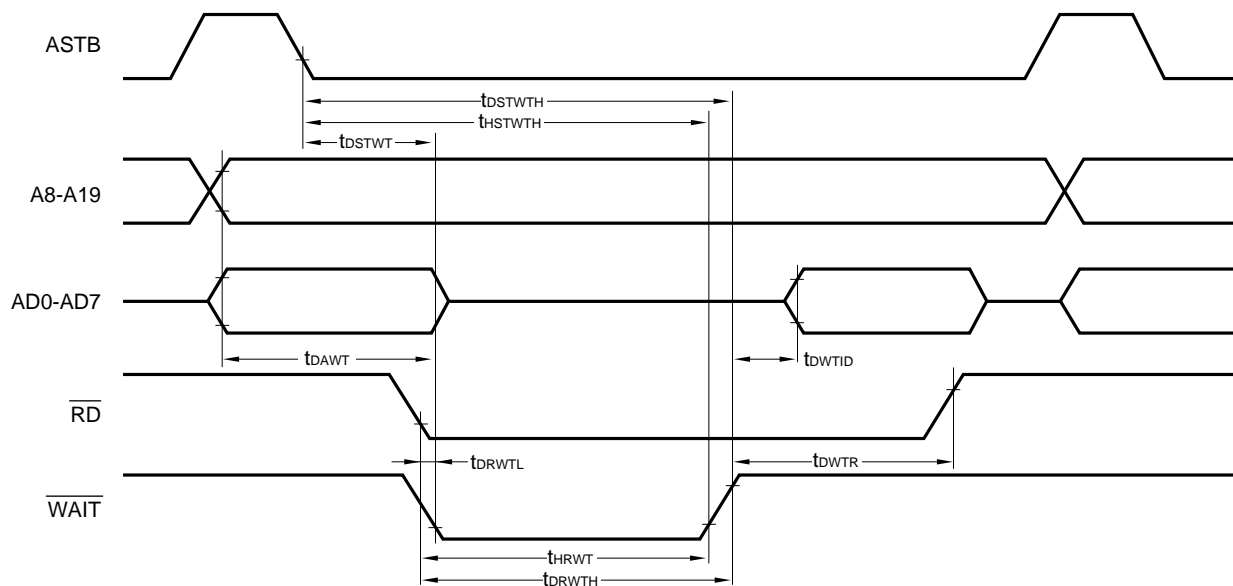 ASTB
tDSTWTH
tHSTWTH
tDSTWT
A8-A19
AD0-AD7
tDAWT
tDWTID
RD
tDRWTL
tDWTR
WAIT
tHRWT
tDRWTH